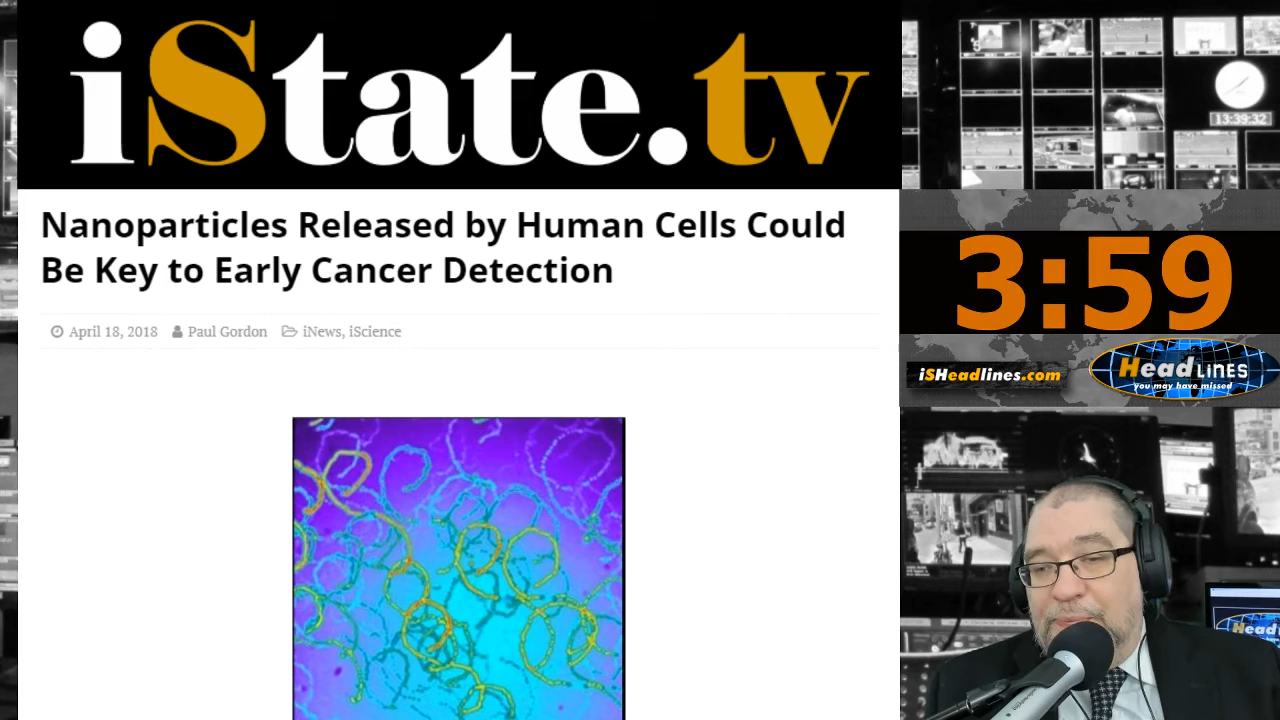 iState.tv
13:39:32
Nanoparticles Released by Human Cells Could
Be Key to Early Cancer Detection
3:59
April 18, 2018 Paul Gordon iNews, iScience
iSHeadlines.com
HeadLINES
you may have missed
Head